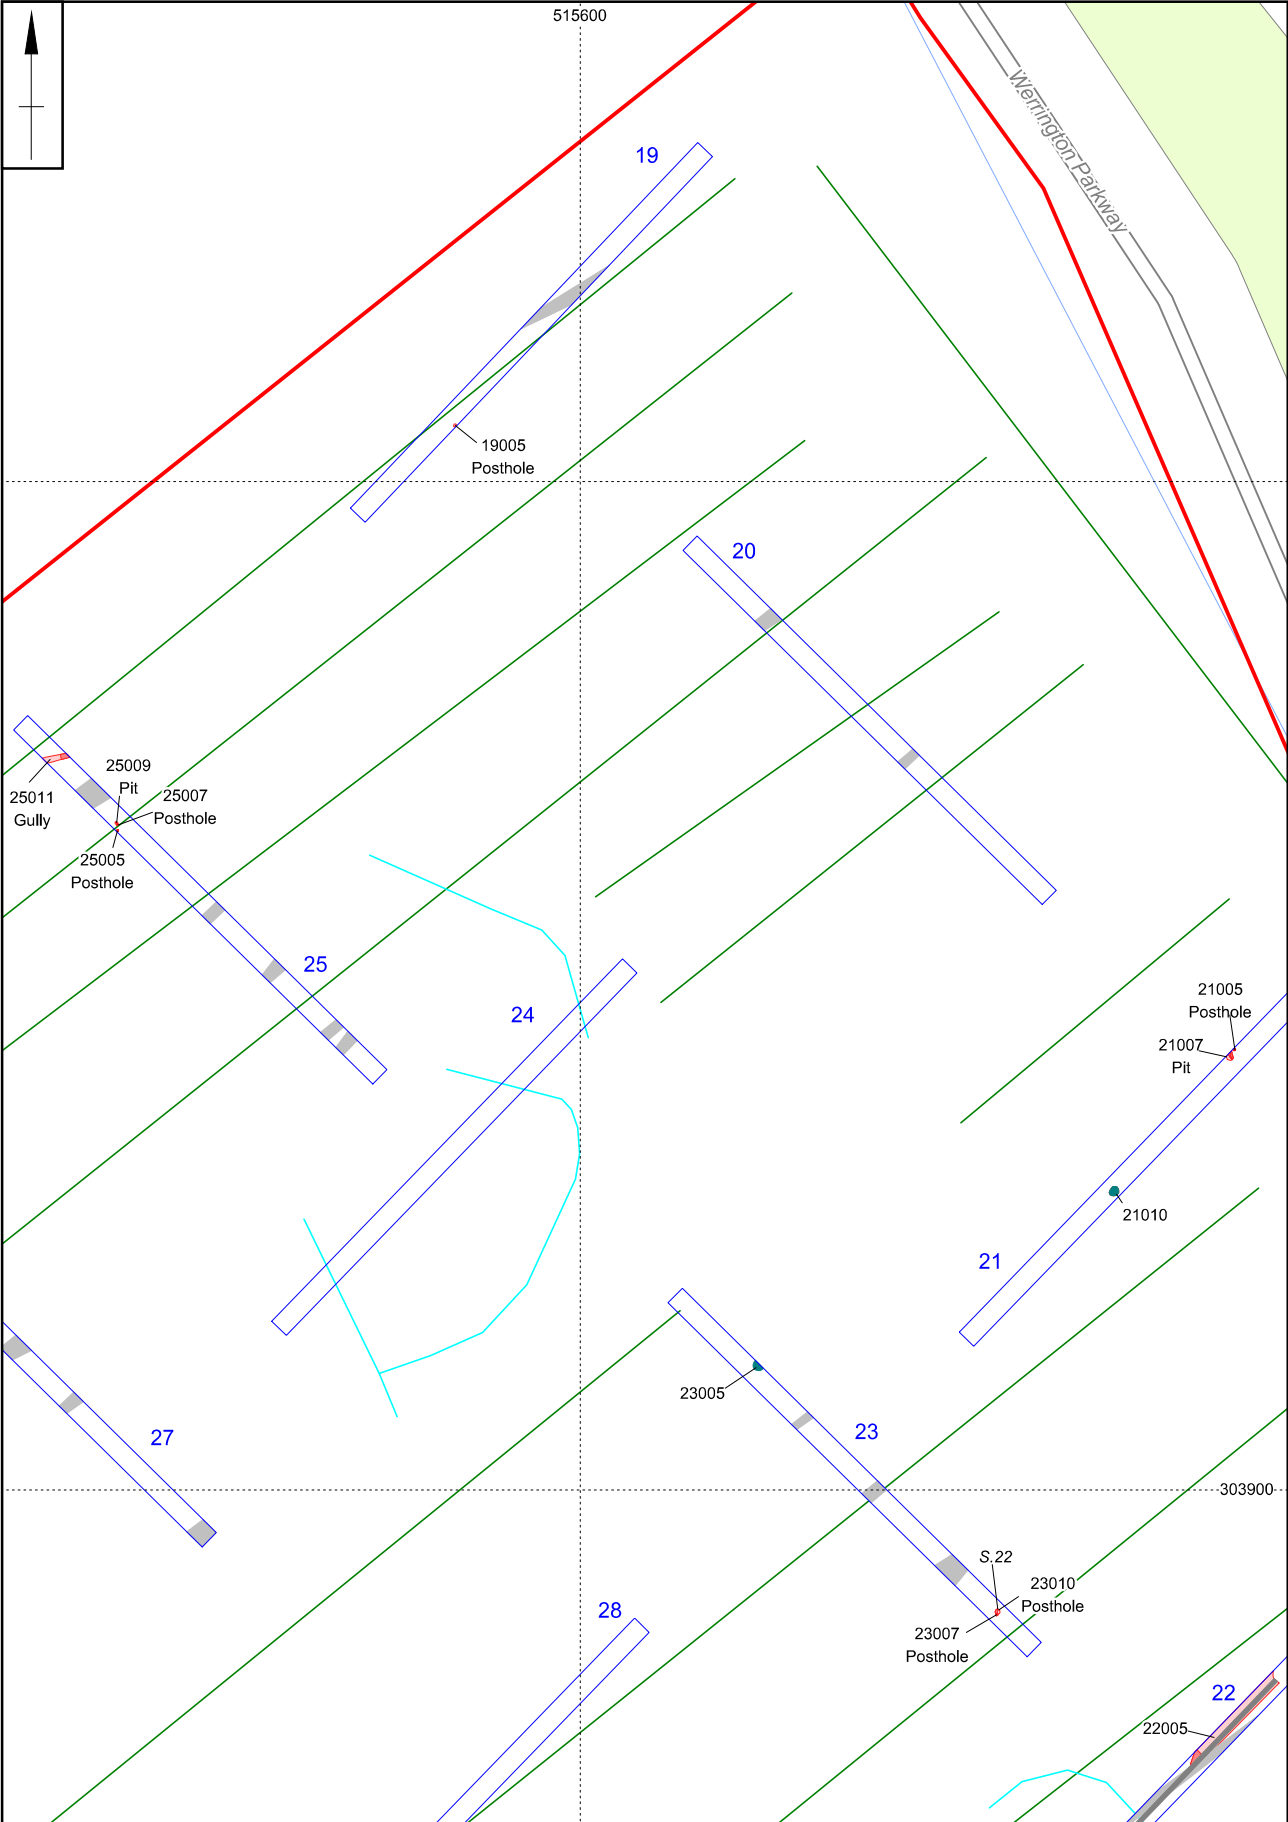 515600
Werrington Parkway
19
19005
Posthole
20
25009
Pit
25007
Posthole
25011
Gully
25005
Posthole
25
24
21005
Posthole
21007
Pit
21010
21
23005
23
27
303900
S.22
23010
Posthole
23007
Posthole
28
22
22005